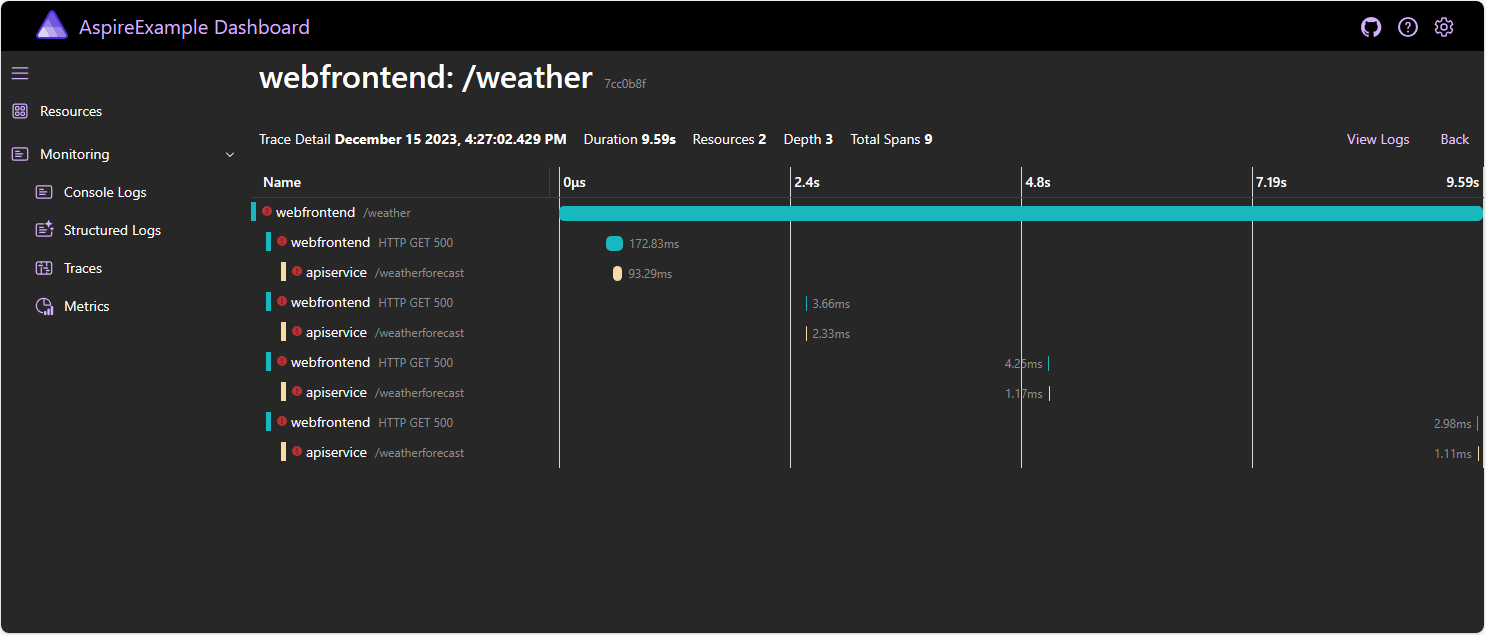 AspireExample Dashboard
webfrontend: /weather 7cc0b8f
Resources
Trace Detail December 15 2023, 4:27:02.429 PM Duration 9.59s Resources 2 Depth 3 Total Spans 9 View Logs Back
Monitoring
Console Logs
Structured Logs
Traces
Metrics
Name 0µs 2.4s 4.8s 7.19s 9.59s
webfrontend /weather
webfrontend HTTP GET 500 172.83ms
apiservice /weatherforecast 93.29ms
webfrontend HTTP GET 500 3.66ms
apiservice /weatherforecast 2.33ms
webfrontend HTTP GET 500 4.25ms
apiservice /weatherforecast 1.17ms
webfrontend HTTP GET 500 2.98ms
apiservice /weatherforecast 1.11ms